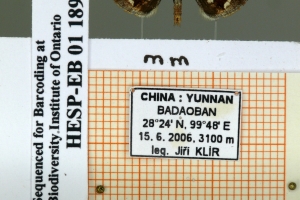 Sequenced for Barcoding at
Biodiversity Institute of Ontario
HESP-EB 01 189
mm
CHINA : YUNNAN
BADAOBAN
28°24' N, 99°48' E
15. 6. 2006, 3100 m
leg. Jiří KLÍR